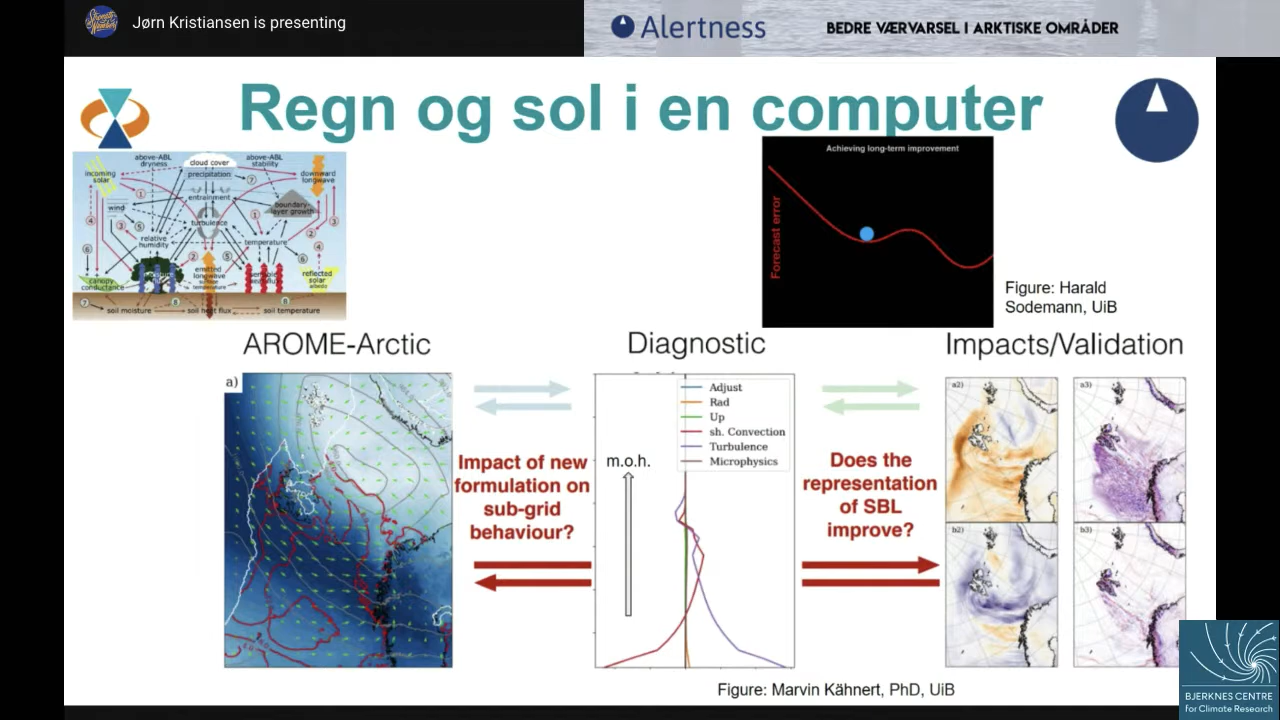 Jørn Kristiansen is presenting
Alertness
BEDRE VÆRVARSEL I ARKTISKE OMRÅDER
Regn og sol i en computer
above-ABL
dryness
cloud cover
above-ABL
stability
incoming
solar
precipitation
downward
longwave
entrainment
wind
boundary-
layer growth
turbulence
relative
humidity
temperature
emitted
longwave
canopy
conductance
reflected
solar
albedo
soil moisture
soil heat flux
soil temperature
Achieving long-term improvement
Forecast error
Figure: Harald
Sodemann, UiB
AROME-Arctic
Diagnostic
Impacts/Validation
a)
Adjust
Rad
Up
sh. Convection
Turbulence
Microphysics
m.o.h.
Impact of new
formulation on
sub-grid
behaviour?
Does the
representation
of SBL
improve?
a2)
a3)
b2)
b3)
Figure: Marvin Kähnert, PhD, UiB
BJERKNES CENTRE
for Climate Research